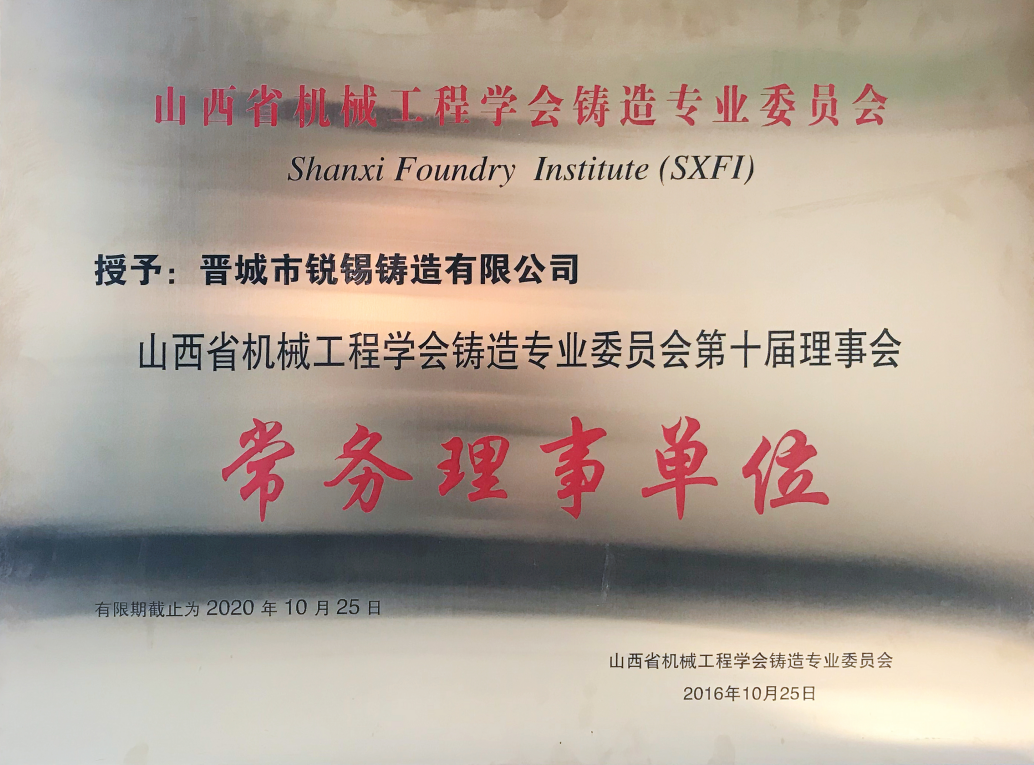 山西省机械工程学会铸造专业委员会
Shanxi Foundry Institute (SXFI)
授予：晋城市锐锡铸造有限公司
山西省机械工程学会铸造专业委员会第十届理事会
常务理事单位
有限期截止为 2020 年 10 月 25 日
山西省机械工程学会铸造专业委员会
2016年10月25日